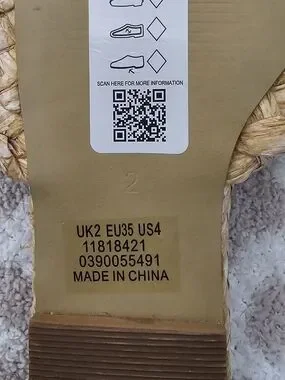 SCAN HERE FOR MORE INFORMATION
2
UK2 EU35 US4
11818421
0390055491
MADE IN CHINA